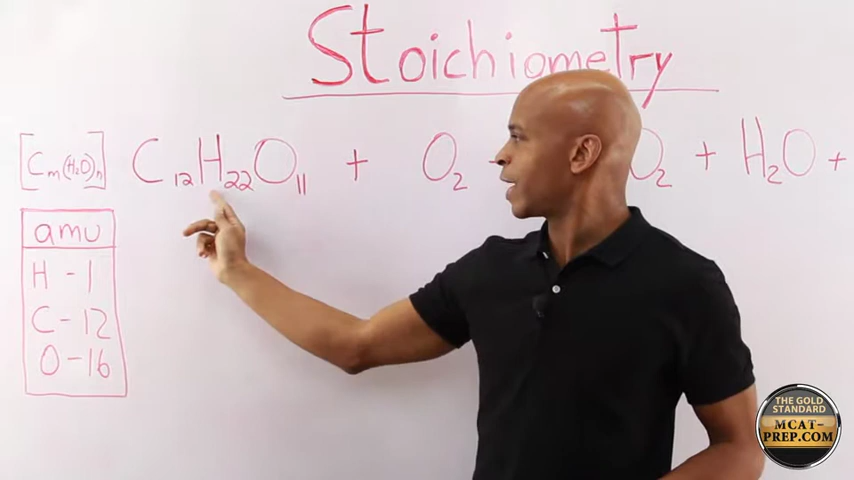 Stoichiometry
[Cm(H₂O)n] C₁₂H₂₂O₁₁ + O₂ O₂ + H₂O +
amu
H - 1
C - 12
O - 16
THE GOLD
STANDARD
MCAT-
PREP.COM